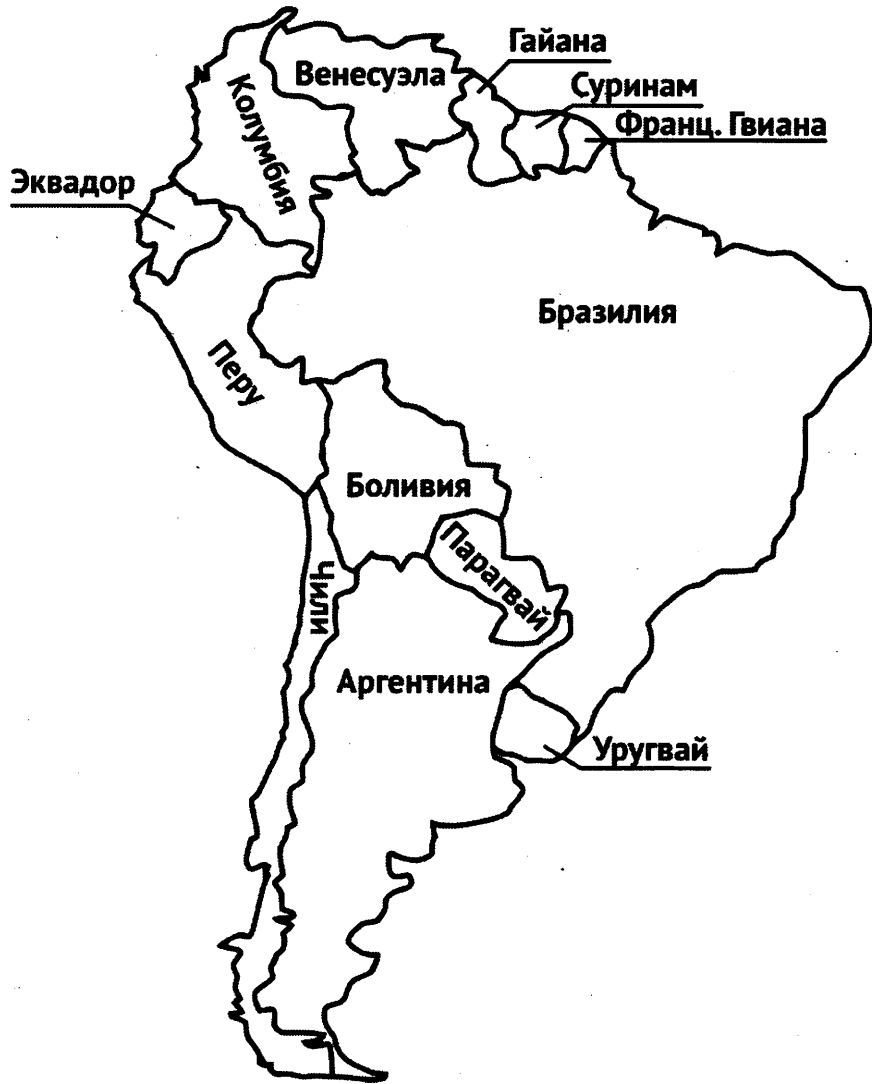 Гайана
Венесуэла
Суринам
Колумбия
Франц. Гвиана
Эквадор
Бразилия
Перу
Боливия
Парагвай
Чили
Аргентина
Уругвай